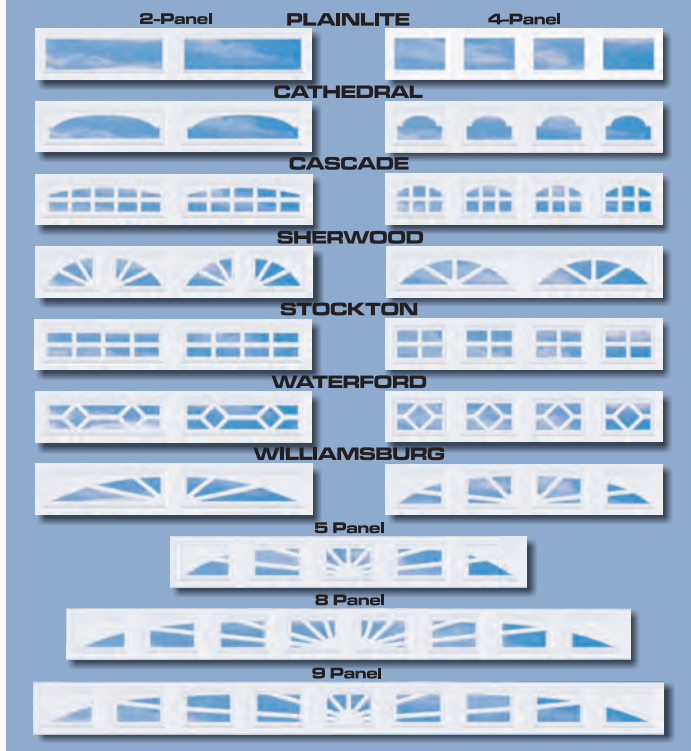 2-Panel PLAINLITE 4-Panel
CATHEDRAL
CASCADE
SHERWOOD
STOCKTON
WATERFORD
WILLIAMSBURG
5 Panel
8 Panel
9 Panel